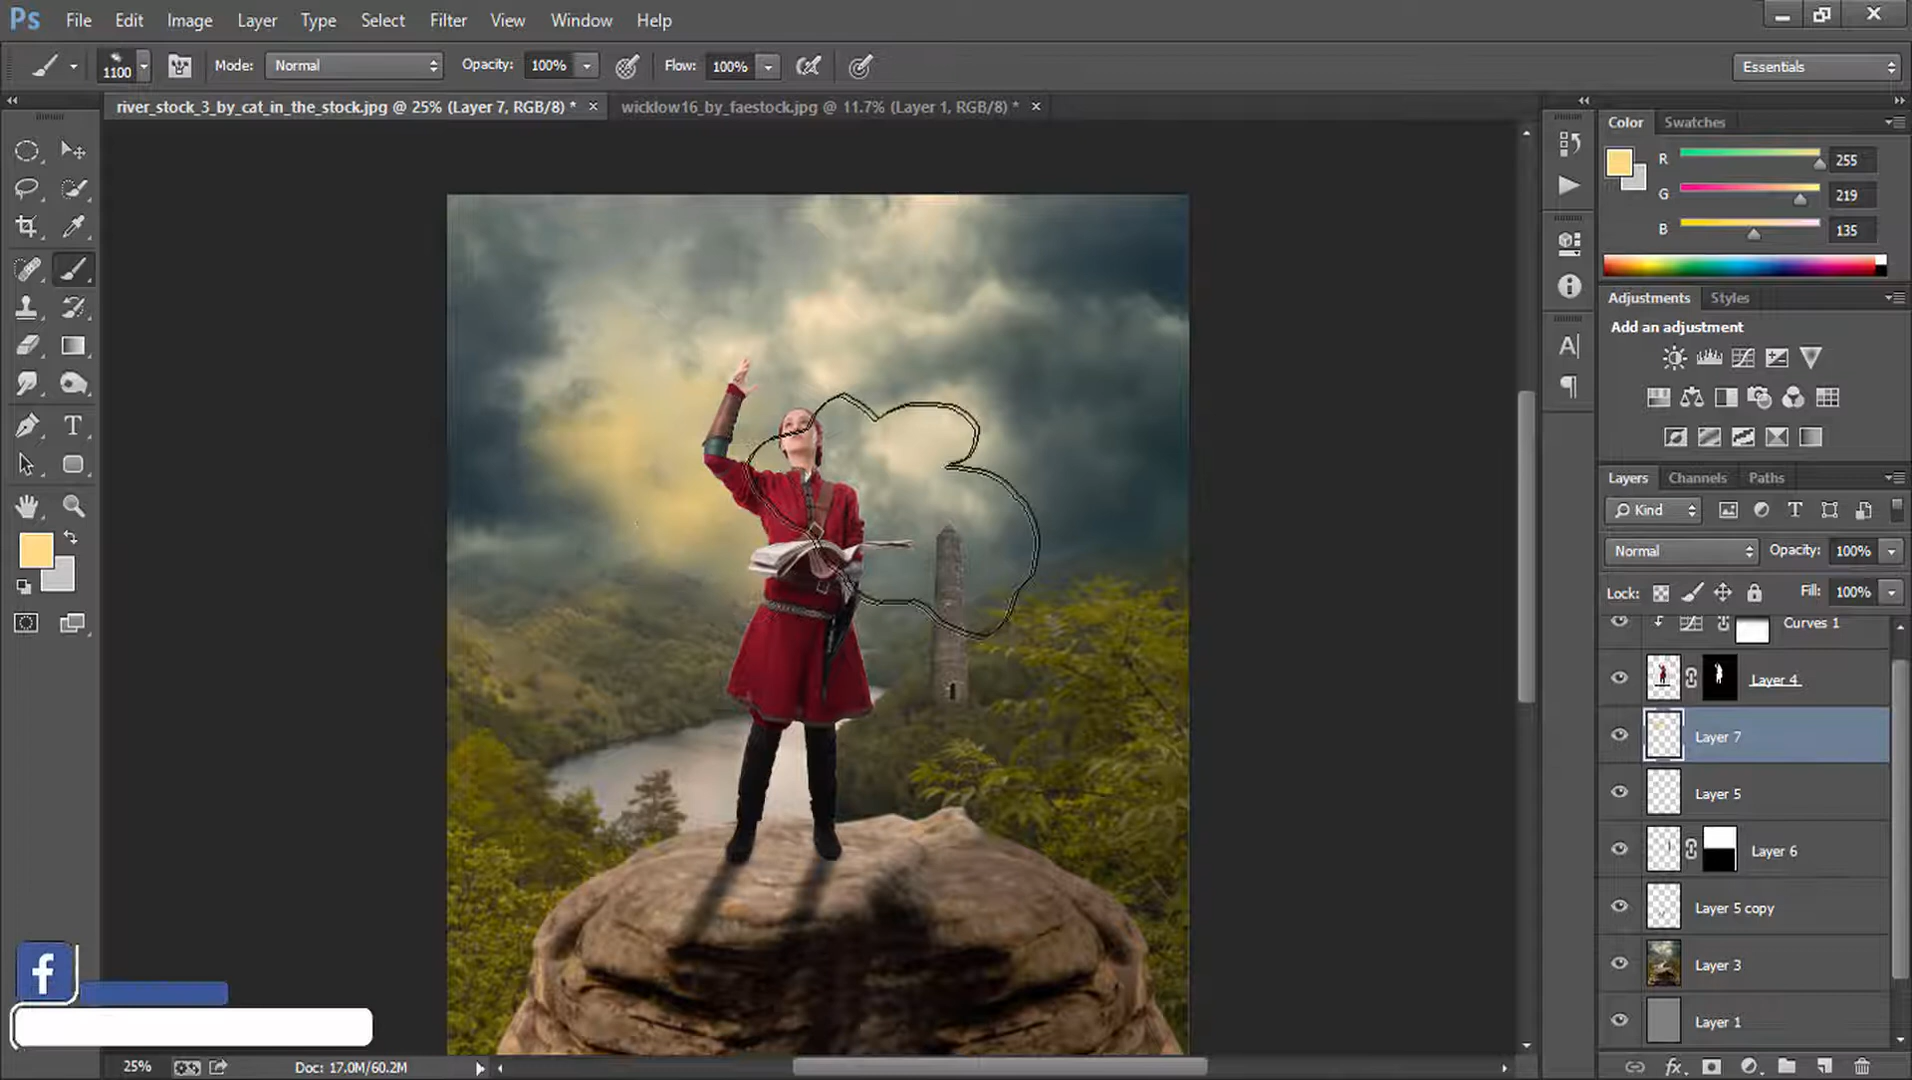 Ps File Edit Image Layer Type Select Filter View Window Help
1100 Mode: Normal Opacity: 100% Flow: 100% Essentials
river_stock_3_by_cat_in_the_stock.jpg @ 25% (Layer 7, RGB/8) * × wicklow16_by_faestock.jpg @ 11.7% (Layer 1, RGB/8) * ×
Color Swatches
R 255
G 219
B 135
Adjustments Styles
Add an adjustment
Layers Channels Paths
Kind
Normal Opacity: 100%
Lock: Fill: 100%
Curves 1
Layer 4
Layer 7
Layer 5
Layer 6
Layer 5 copy
Layer 3
Layer 1
25% Doc: 17.0M/60.2M